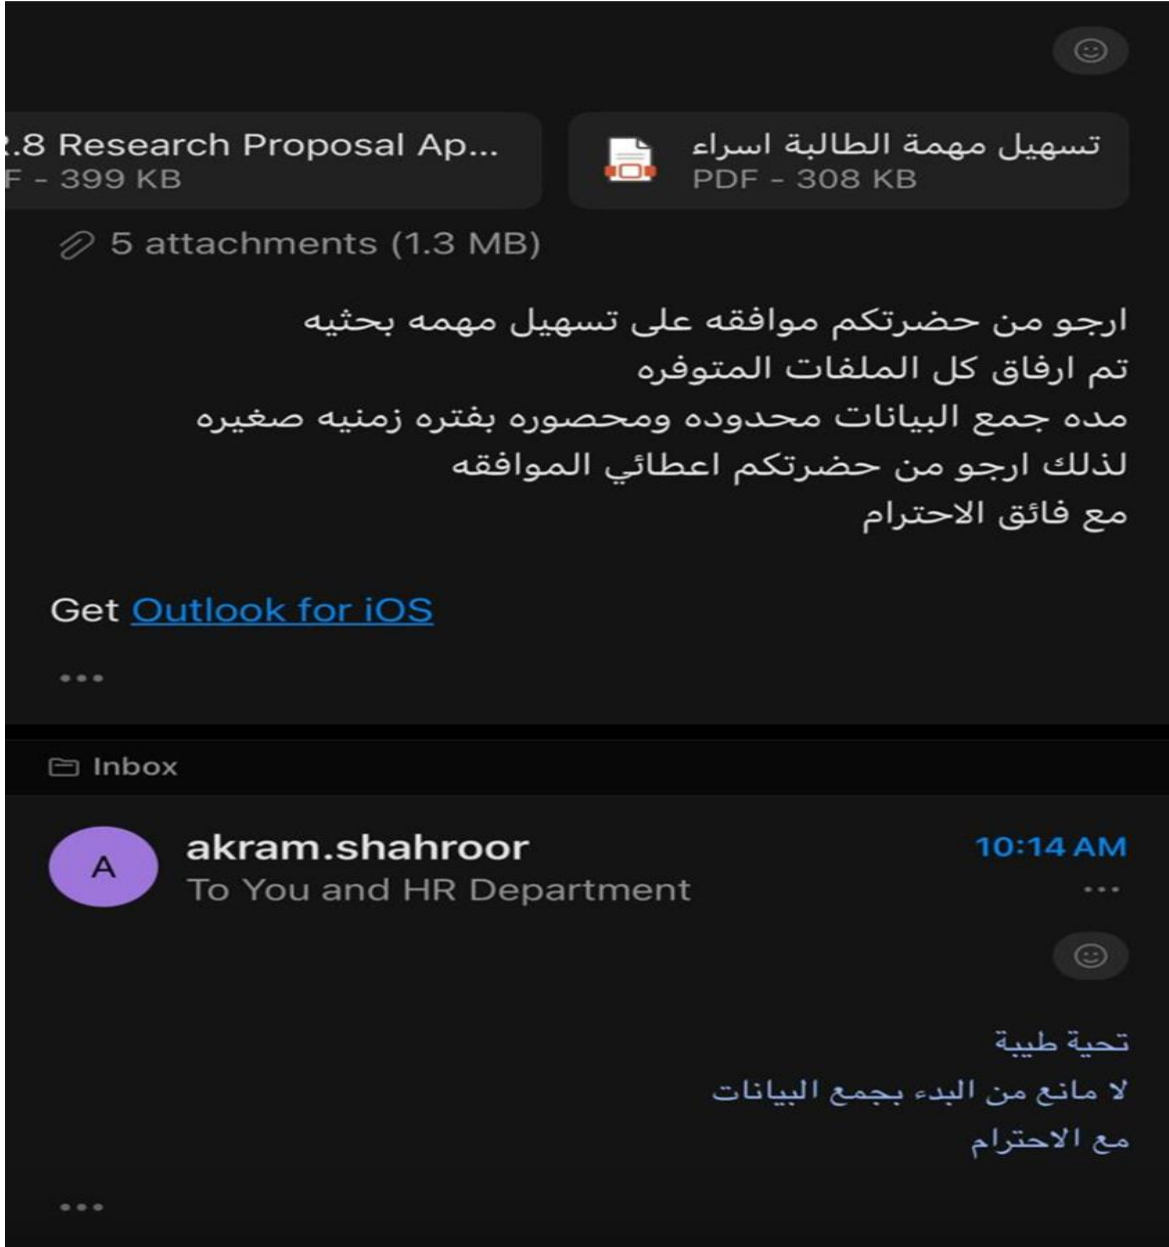 .8 Research Proposal Ap...
F - 399 KB
تسهيل مهمة الطالبة اسراء
PDF - 308 KB
5 attachments (1.3 MB)
ارجو من حضرتكم موافقه على تسهيل مهمه بحثيه
تم ارفاق كل الملفات المتوفره
مده جمع البيانات محدوده ومحصوره بفتره زمنيه صغيره
لذلك ارجو من حضرتكم اعطائي الموافقه
مع فائق الاحترام
Get Outlook for iOS
Inbox
A
akram.shahroor
10:14 AM
To You and HR Department
تحية طيبة
لا مانع من البدء بجمع البيانات
مع الاحترام